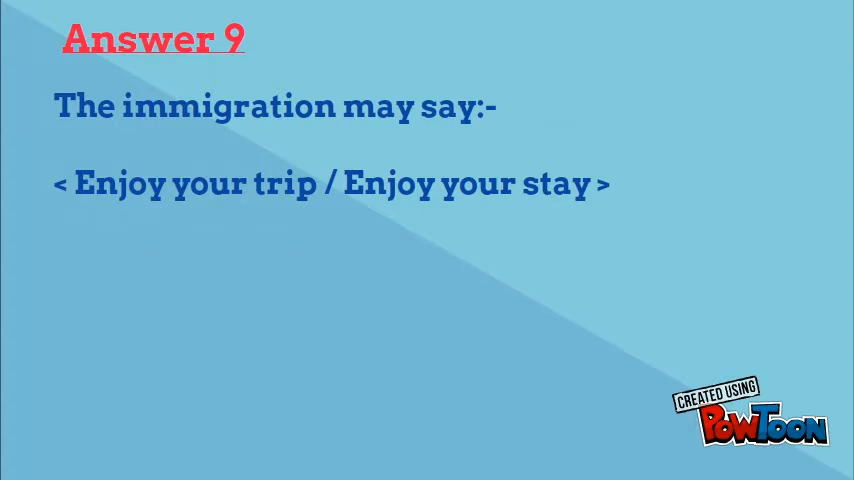 Answer 9
The immigration may say:-
< Enjoy your trip / Enjoy your stay >
CREATED USING
POWTOON